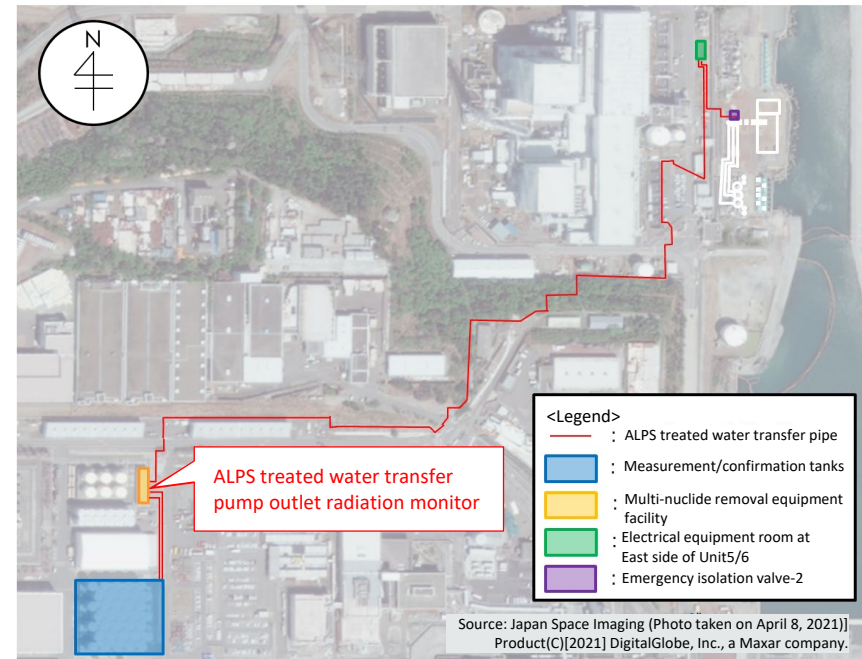 N
ALPS treated water transfer
pump outlet radiation monitor
<Legend>
: ALPS treated water transfer pipe
: Measurement/confirmation tanks
: Multi-nuclide removal equipment
facility
: Electrical equipment room at
East side of Unit5/6
: Emergency isolation valve-2
Source: Japan Space Imaging (Photo taken on April 8, 2021)]
Product(C)[2021] DigitalGlobe, Inc., a Maxar company.